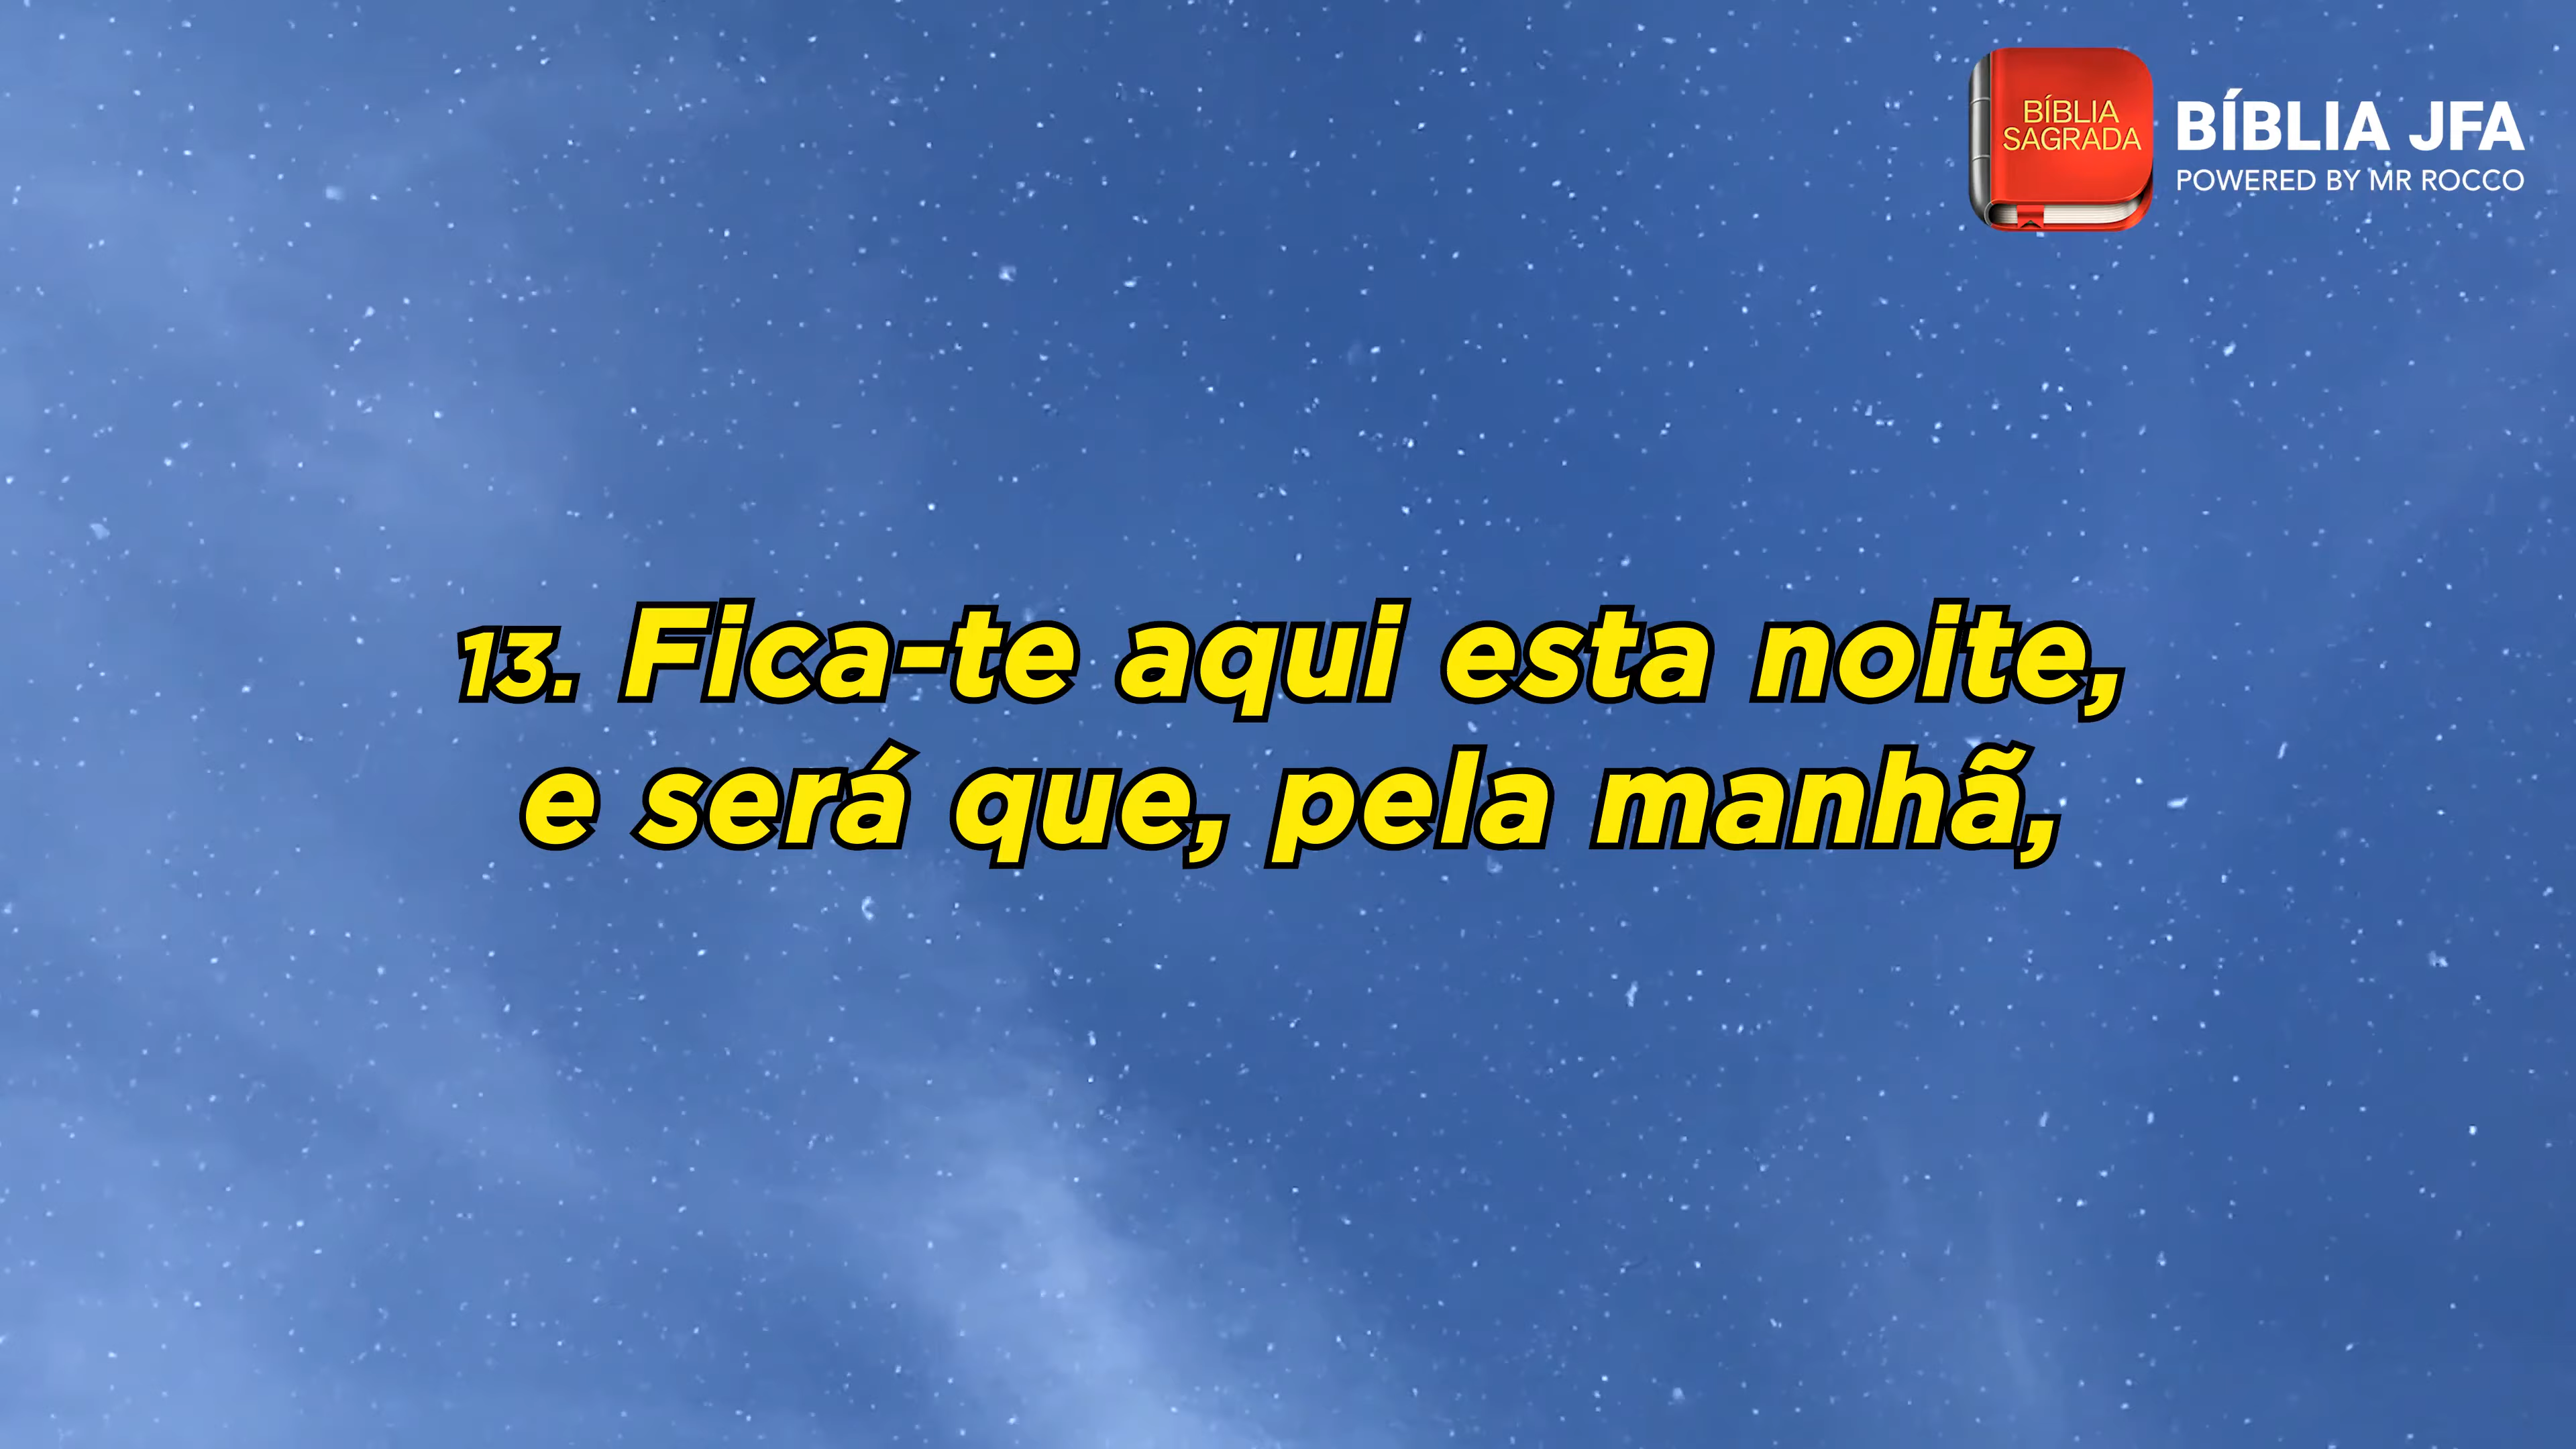 BÍBLIA
SAGRADA
BÍBLIA JFA
POWERED BY MR ROCCO
13. Fica-te aqui esta noite,
e será que, pela manhã,